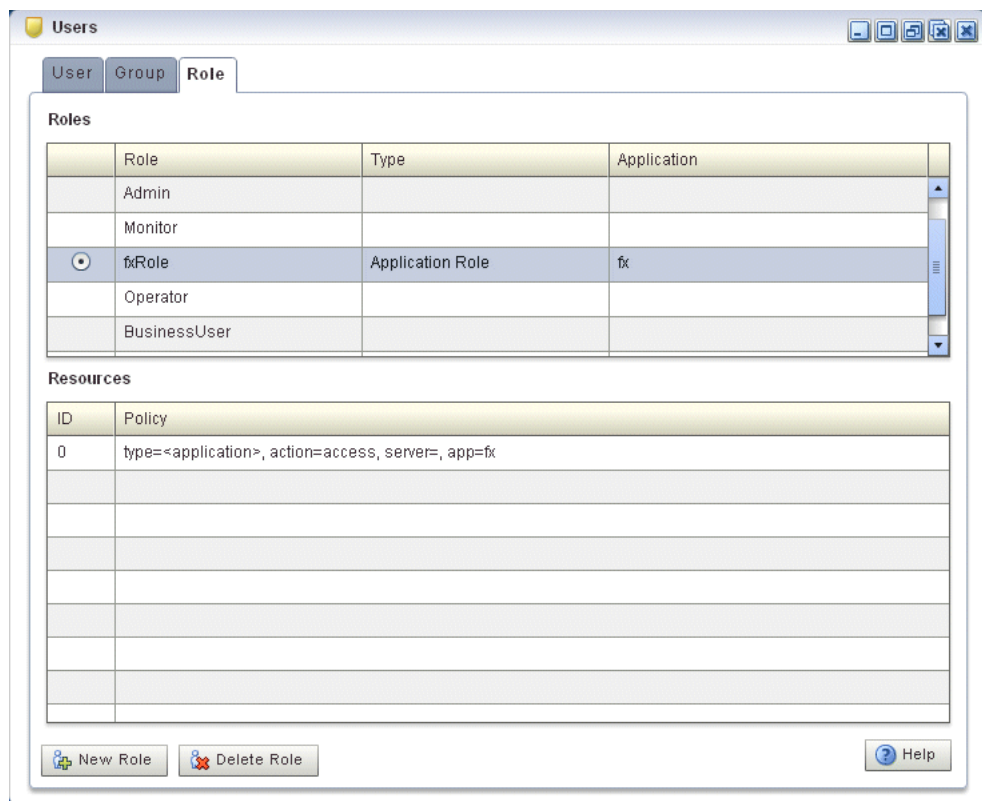 Users
User Group Role
Roles
Role Type Application
Admin
Monitor
fxRole Application Role fx
Operator
BusinessUser
Resources
ID Policy
0 type=<application>, action=access, server=, app=fx
New Role Delete Role Help